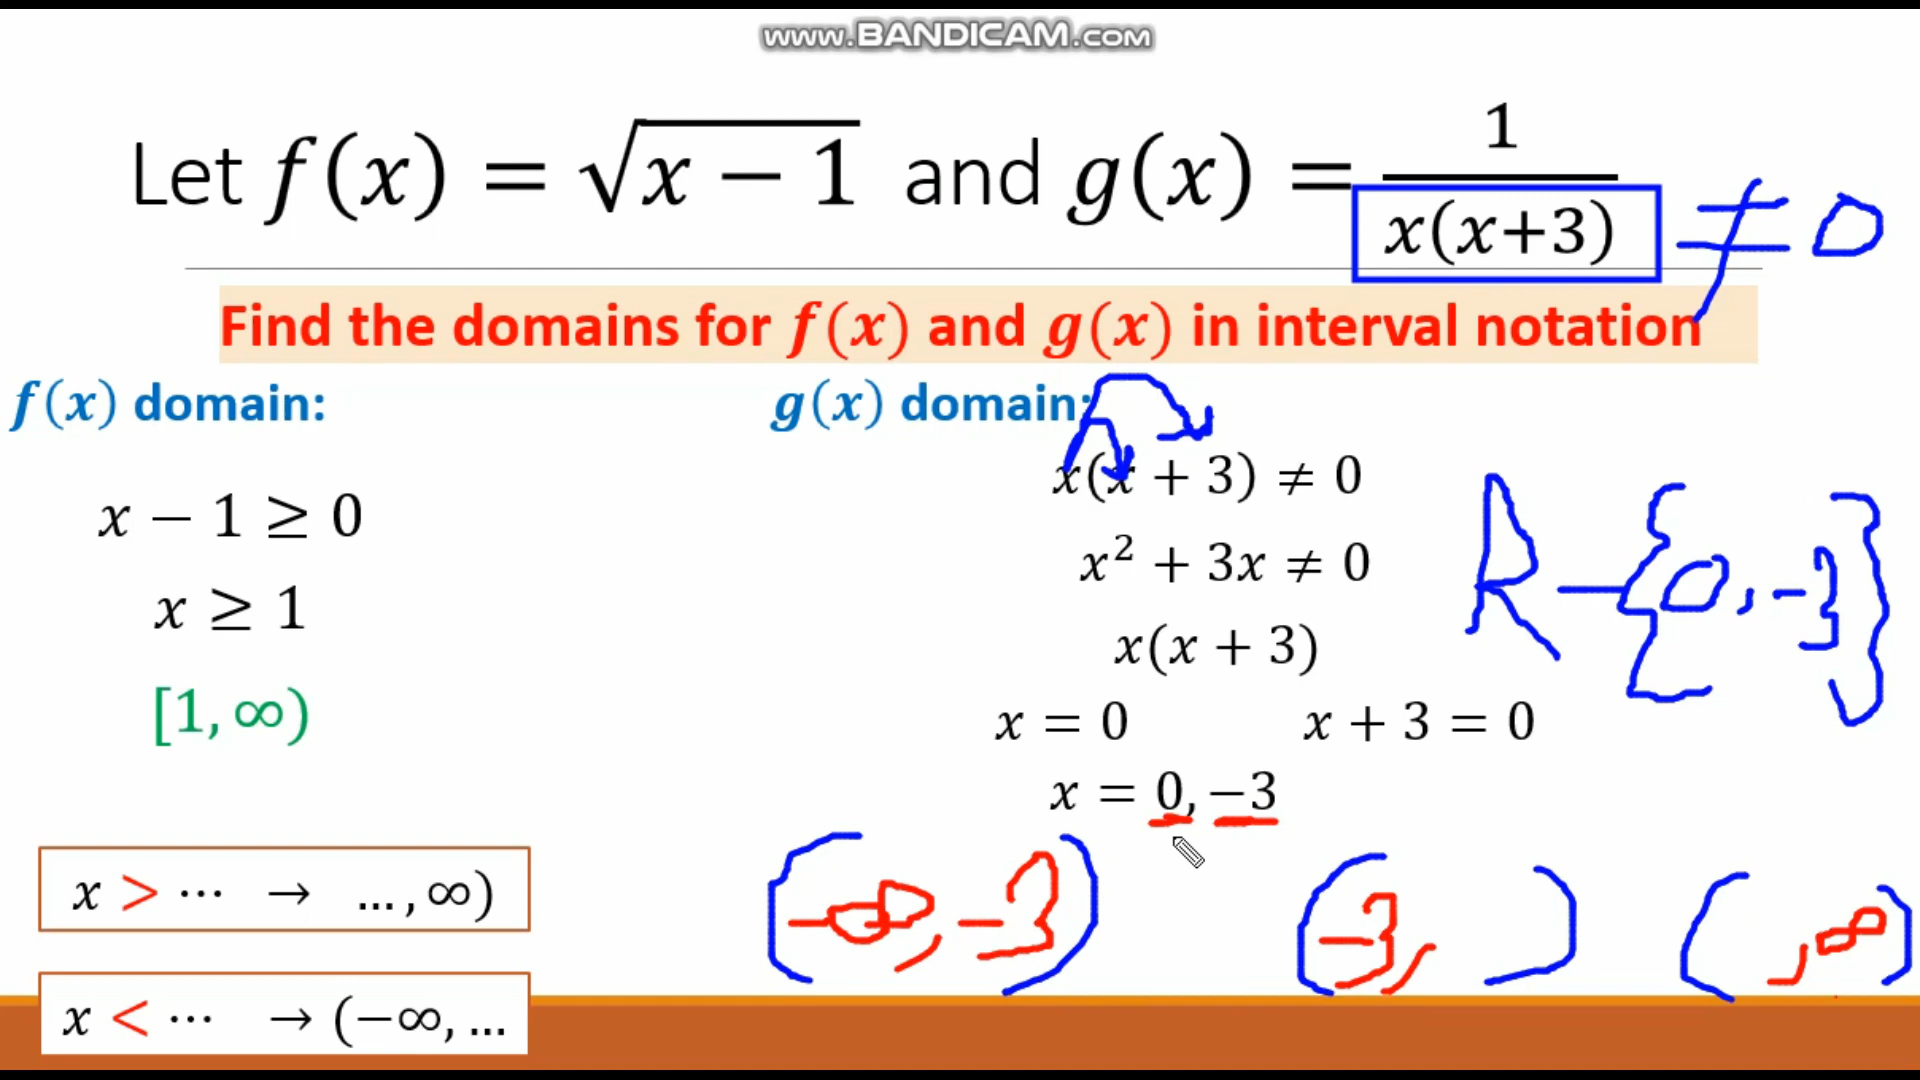 www.BANDICAM.com
Let f(x) = √x − 1 and g(x) = 1/x(x+3) ≠ 0
Find the domains for f(x) and g(x) in interval notation
f(x) domain:
x − 1 ≥ 0
x ≥ 1
[1, ∞)
x > ⋯ → …, ∞)
x < ⋯ → (−∞, …
g(x) domain:
x(x + 3) ≠ 0
x² + 3x ≠ 0
x(x + 3)
x = 0 x + 3 = 0
x = 0, −3
R − {0, −3}
(−∞, −3) (−3, ) ( , ∞)